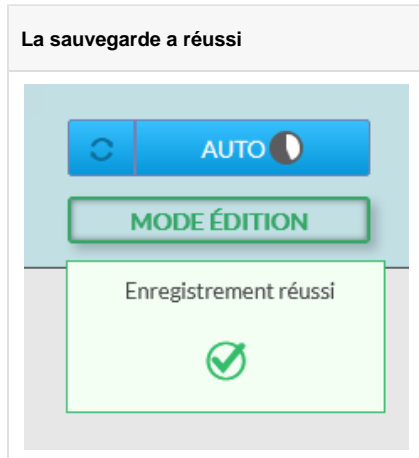 La sauvegarde a réussi
AUTO
MODE ÉDITION
Enregistrement réussi